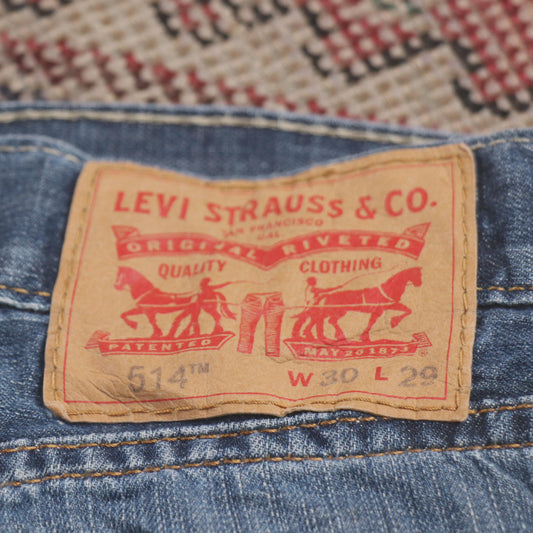 LEVI STRAUSS & CO.
SAN FRANCISCO
CAL
ORIGINAL RIVETED
QUALITY CLOTHING
PATENTED MAY 20 1873
514™ W 30 L 29